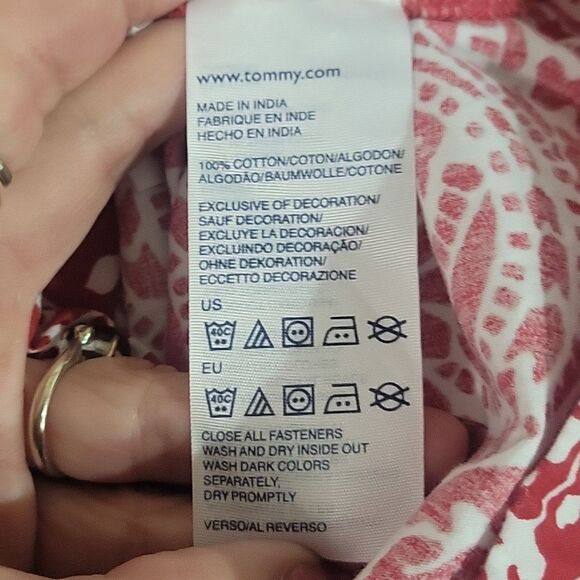 www.tommy.com
MADE IN INDIA
FABRIQUE EN INDE
HECHO EN INDIA
100% COTTON/COTON/ALGODON/
ALGODÃO/BAUMWOLLE/COTONE
EXCLUSIVE OF DECORATION/
SAUF DECORATION/
EXCLUYE LA DECORACION/
EXCLUINDO DECORAÇÃO/
OHNE DEKORATION/
ECCETTO DECORAZIONE
US
40C
EU
40C
CLOSE ALL FASTENERS
WASH AND DRY INSIDE OUT
WASH DARK COLORS
SEPARATELY,
DRY PROMPTLY
VERSO/AL REVERSO